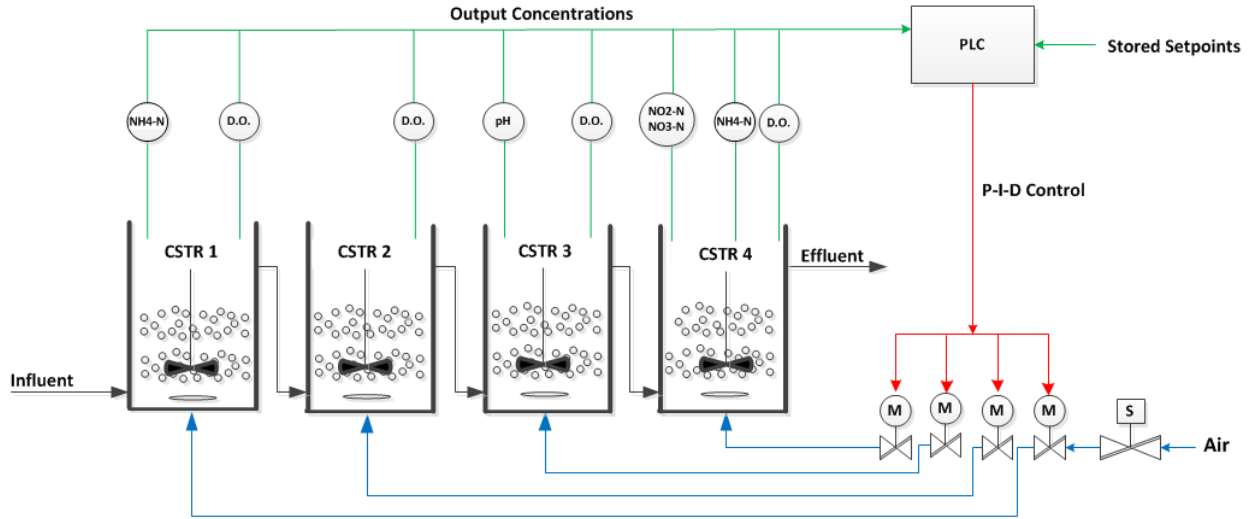 Output Concentrations
PLC
Stored Setpoints
NH4-N
D.O.
D.O.
pH
D.O.
NO2-N
NO3-N
NH4-N
D.O.
P-I-D Control
CSTR 1
CSTR 2
CSTR 3
CSTR 4
Effluent
Influent
M
M
M
M
S
Air